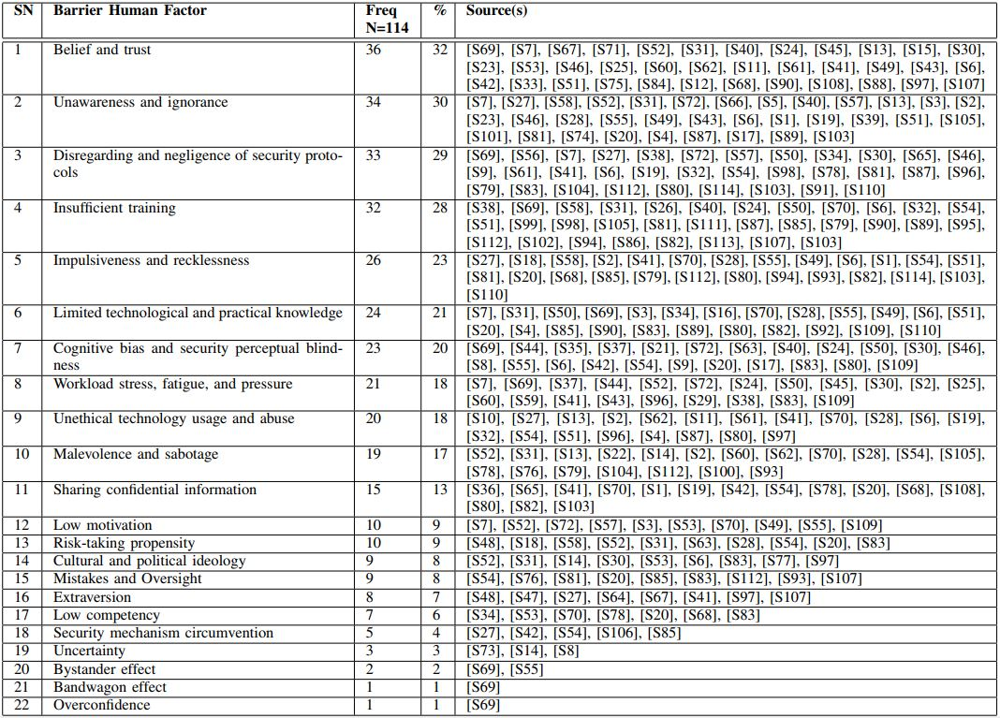 SN Barrier Human Factor Freq % Source(s)
N=114
1 Belief and trust 36 32 [S69], [S7], [S67], [S71], [S52], [S31], [S40], [S24], [S45], [S13], [S15], [S30],
[S23], [S53], [S46], [S25], [S60], [S62], [S11], [S61], [S41], [S49], [S43], [S6],
[S42], [S33], [S51], [S75], [S84], [S12], [S68], [S90], [S108], [S88], [S97], [S107]
2 Unawareness and ignorance 34 30 [S7], [S27], [S58], [S52], [S31], [S72], [S66], [S5], [S40], [S57], [S13], [S3], [S2],
[S23], [S46], [S28], [S55], [S49], [S43], [S6], [S1], [S19], [S39], [S51], [S105],
[S101], [S81], [S74], [S20], [S4], [S87], [S17], [S89], [S103]
3 Disregarding and negligence of security proto- 33 29 [S69], [S56], [S7], [S27], [S38], [S72], [S57], [S50], [S34], [S30], [S65], [S46],
cols [S9], [S61], [S41], [S6], [S19], [S32], [S54], [S98], [S78], [S81], [S87], [S96],
[S79], [S83], [S104], [S112], [S80], [S114], [S103], [S91], [S110]
4 Insufficient training 32 28 [S38], [S69], [S58], [S31], [S26], [S40], [S24], [S50], [S70], [S6], [S32], [S54],
[S51], [S99], [S98], [S105], [S81], [S111], [S87], [S85], [S79], [S90], [S89], [S95],
[S112], [S102], [S94], [S86], [S82], [S113], [S107], [S103]
5 Impulsiveness and recklessness 26 23 [S27], [S18], [S58], [S2], [S41], [S70], [S28], [S55], [S49], [S6], [S1], [S54], [S51],
[S81], [S20], [S68], [S85], [S79], [S112], [S80], [S94], [S93], [S82], [S114], [S103],
[S110]
6 Limited technological and practical knowledge 24 21 [S7], [S31], [S50], [S69], [S3], [S34], [S16], [S70], [S28], [S55], [S49], [S6], [S51],
[S20], [S4], [S85], [S90], [S83], [S89], [S80], [S82], [S92], [S109], [S110]
7 Cognitive bias and security perceptual blind- 23 20 [S69], [S44], [S35], [S37], [S21], [S72], [S63], [S40], [S24], [S50], [S30], [S46],
ness [S8], [S55], [S6], [S42], [S54], [S9], [S20], [S17], [S83], [S80], [S109]
8 Workload stress, fatigue, and pressure 21 18 [S7], [S69], [S37], [S44], [S52], [S72], [S24], [S50], [S45], [S30], [S2], [S25],
[S60], [S59], [S41], [S43], [S96], [S29], [S38], [S83], [S109]
9 Unethical technology usage and abuse 20 18 [S10], [S27], [S13], [S2], [S62], [S11], [S61], [S41], [S70], [S28], [S6], [S19],
[S32], [S54], [S51], [S96], [S4], [S87], [S80], [S97]
10 Malevolence and sabotage 19 17 [S52], [S31], [S13], [S22], [S14], [S2], [S60], [S62], [S70], [S28], [S54], [S105],
[S78], [S76], [S79], [S104], [S112], [S100], [S93]
11 Sharing confidential information 15 13 [S36], [S65], [S41], [S70], [S1], [S19], [S42], [S54], [S78], [S20], [S68], [S108],
[S80], [S82], [S103]
12 Low motivation 10 9 [S7], [S52], [S72], [S57], [S3], [S53], [S70], [S49], [S55], [S109]
13 Risk-taking propensity 10 9 [S48], [S18], [S58], [S52], [S31], [S63], [S28], [S54], [S20], [S83]
14 Cultural and political ideology 9 8 [S52], [S31], [S14], [S30], [S53], [S6], [S83], [S77], [S97]
15 Mistakes and Oversight 9 8 [S54], [S76], [S81], [S20], [S85], [S83], [S112], [S93], [S107]
16 Extraversion 8 7 [S48], [S47], [S27], [S64], [S67], [S41], [S97], [S107]
17 Low competency 7 6 [S34], [S53], [S70], [S78], [S20], [S68], [S83]
18 Security mechanism circumvention 5 4 [S27], [S42], [S54], [S106], [S85]
19 Uncertainty 3 3 [S73], [S14], [S8]
20 Bystander effect 2 2 [S69], [S55]
21 Bandwagon effect 1 1 [S69]
22 Overconfidence 1 1 [S69]